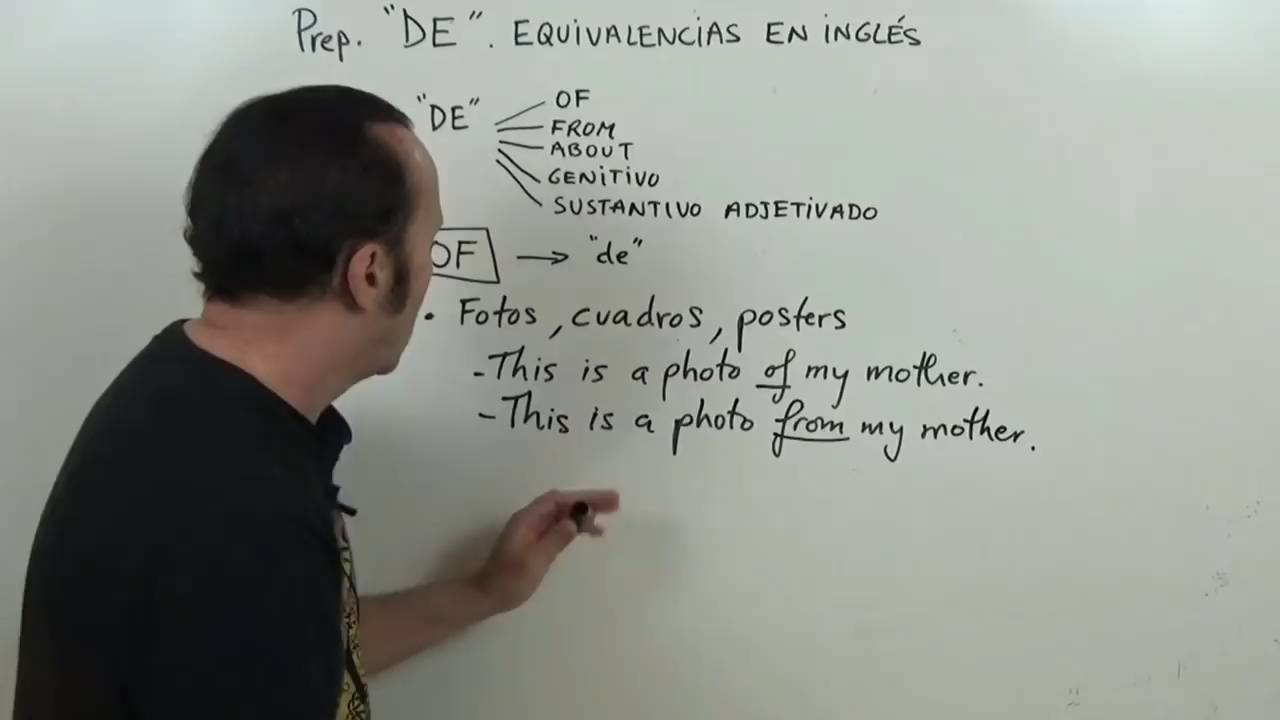 Prep. "DE". EQUIVALENCIAS EN INGLÉS
"DE"
OF
FROM
ABOUT
GENITIVO
SUSTANTIVO ADJETIVADO
OF → "de"
• Fotos, cuadros, posters
-This is a photo of my mother.
-This is a photo from my mother.